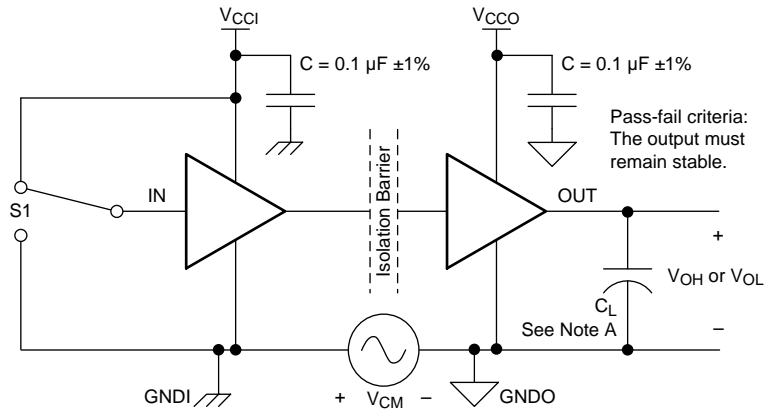 VCCI
VCCO
C = 0.1 µF ±1%
C = 0.1 µF ±1%
Pass-fail criteria:
The output must
remain stable.
Isolation Barrier
IN
OUT
S1
+
VOH or VOL
CL
See Note A
–
GNDI
+ VCM –
GNDO